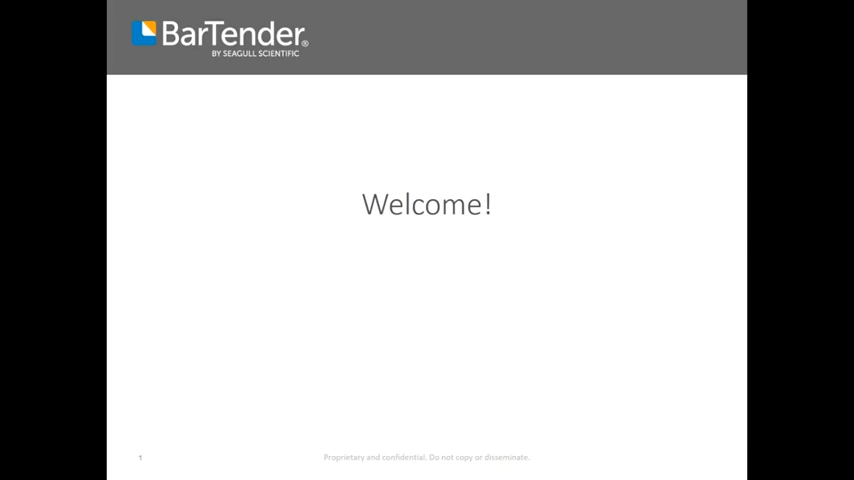 BarTender®
BY SEAGULL SCIENTIFIC
Welcome!
1
Proprietary and confidential. Do not copy or disseminate.